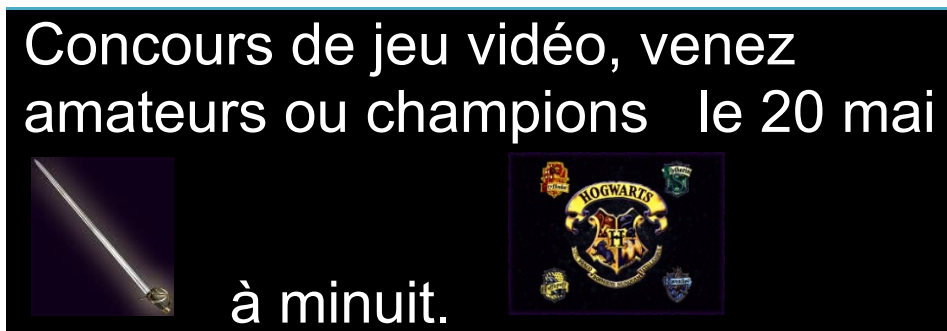 Concours de jeu vidéo, venez
amateurs ou champions le 20 mai
HOGWARTS
H
à minuit.